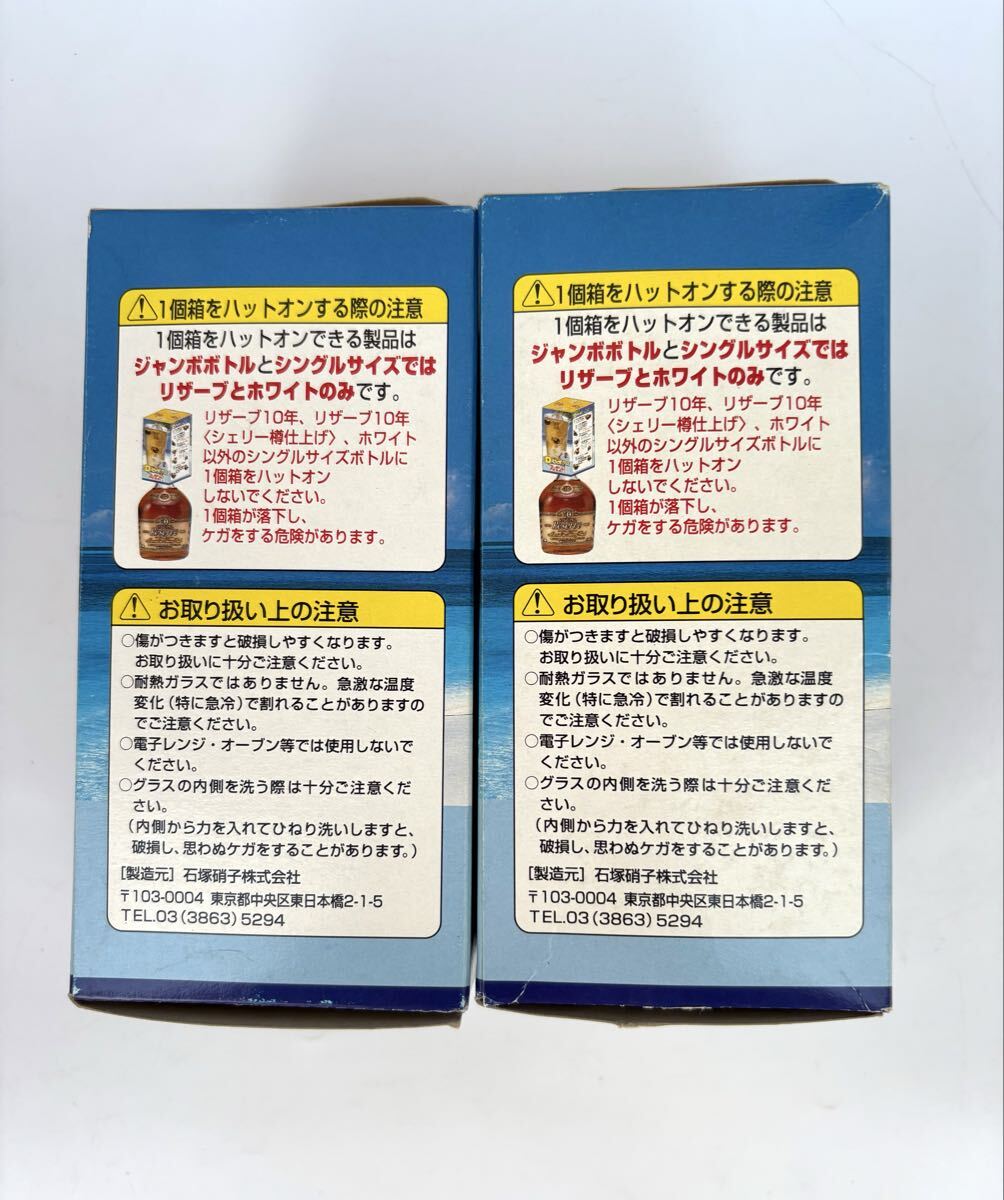 1個箱をハットオンする際の注意
1個箱をハットオンできる製品は
ジャンボボトルとシングルサイズでは
リザーブとホワイトのみです。
リザーブ10年、リザーブ10年
〈シェリー樽仕上げ〉、ホワイト
以外のシングルサイズボトルに
1個箱をハットオン
しないでください。
1個箱が落下し、
ケガをする危険があります。
お取り扱い上の注意
○傷がつきますと破損しやすくなります。
お取り扱いに十分ご注意ください。
○耐熱ガラスではありません。急激な温度
変化（特に急冷）で割れることがありますの
でご注意ください。
○電子レンジ・オーブン等では使用しないで
ください。
○グラスの内側を洗う際は十分ご注意くだ
さい。
（内側から力を入れてひねり洗いしますと、
破損し、思わぬケガをすることがあります。）
［製造元］石塚硝子株式会社
〒103-0004 東京都中央区東日本橋2-1-5
TEL.03（3863）5294
1個箱をハットオンする際の注意
1個箱をハットオンできる製品は
ジャンボボトルとシングルサイズでは
リザーブとホワイトのみです。
リザーブ10年、リザーブ10年
〈シェリー樽仕上げ〉、ホワイト
以外のシングルサイズボトルに
1個箱をハットオン
しないでください。
1個箱が落下し、
ケガをする危険があります。
お取り扱い上の注意
○傷がつきますと破損しやすくなります。
お取り扱いに十分ご注意ください。
○耐熱ガラスではありません。急激な温度
変化（特に急冷）で割れることがありますの
でご注意ください。
○電子レンジ・オーブン等では使用しないで
ください。
○グラスの内側を洗う際は十分ご注意くだ
さい。
（内側から力を入れてひねり洗いしますと、
破損し、思わぬケガをすることがあります。）
［製造元］石塚硝子株式会社
〒103-0004 東京都中央区東日本橋2-1-5
TEL.03（3863）5294